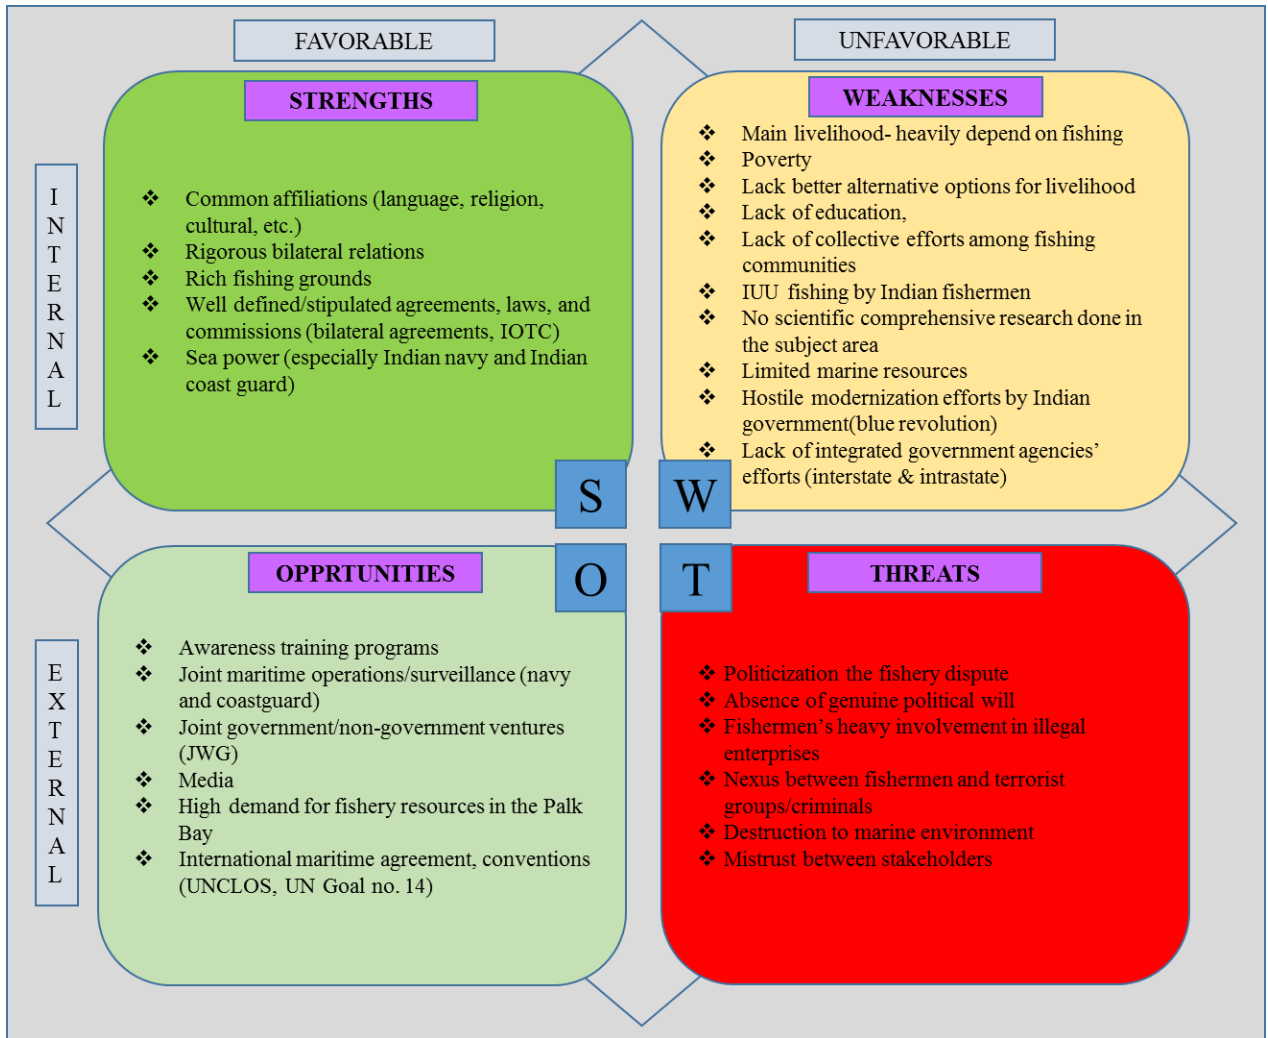 FAVORABLE
UNFAVORABLE
INTERNAL
STRENGTHS
❖ Common affiliations (language, religion,
cultural, etc.)
❖ Rigorous bilateral relations
❖ Rich fishing grounds
❖ Well defined/stipulated agreements, laws, and
commissions (bilateral agreements, IOTC)
❖ Sea power (especially Indian navy and Indian
coast guard)
S
WEAKNESSES
❖ Main livelihood- heavily depend on fishing
❖ Poverty
❖ Lack better alternative options for livelihood
❖ Lack of education,
❖ Lack of collective efforts among fishing
communities
❖ IUU fishing by Indian fishermen
❖ No scientific comprehensive research done in
the subject area
❖ Limited marine resources
❖ Hostile modernization efforts by Indian
government(blue revolution)
❖ Lack of integrated government agencies’
efforts (interstate & intrastate)
W
EXTERNAL
OPPRTUNITIES
O
❖ Awareness training programs
❖ Joint maritime operations/surveillance (navy
and coastguard)
❖ Joint government/non-government ventures
(JWG)
❖ Media
❖ High demand for fishery resources in the Palk
Bay
❖ International maritime agreement, conventions
(UNCLOS, UN Goal no. 14)
T
THREATS
❖ Politicization the fishery dispute
❖ Absence of genuine political will
❖ Fishermen’s heavy involvement in illegal
enterprises
❖ Nexus between fishermen and terrorist
groups/criminals
❖ Destruction to marine environment
❖ Mistrust between stakeholders